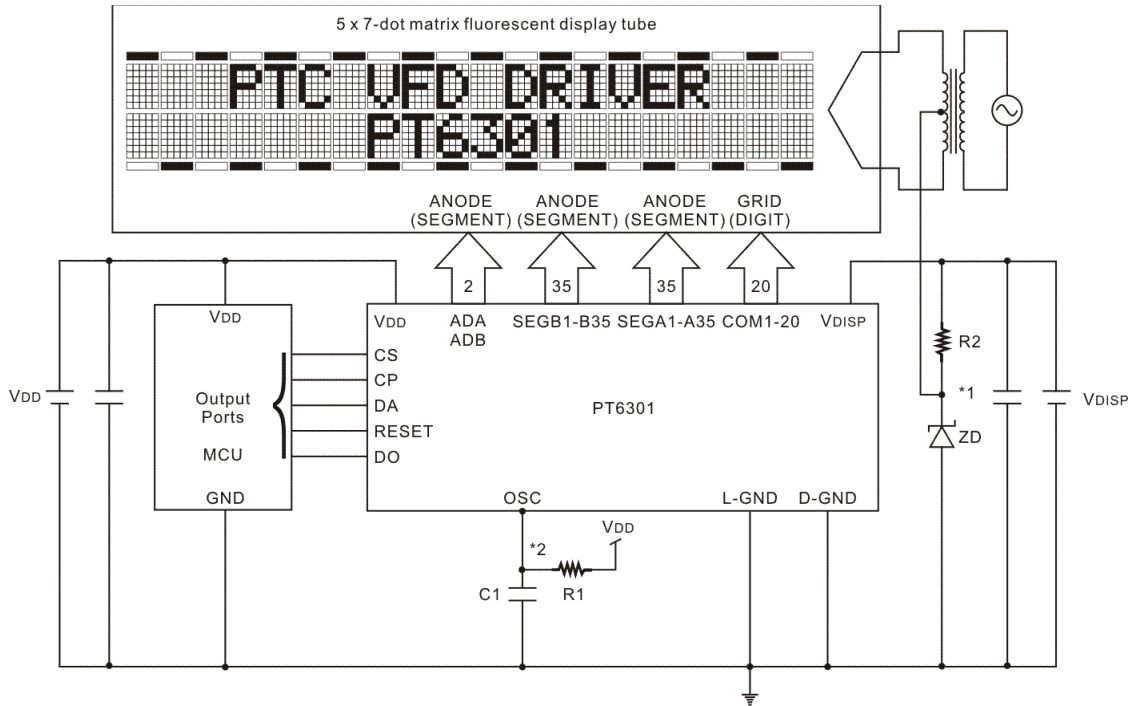 5 x 7-dot matrix fluorescent display tube
PTC VFD DRIVER
PT6301
ANODE (SEGMENT)
ANODE (SEGMENT)
ANODE (SEGMENT)
GRID (DIGIT)
2
35
35
20
VDD
VDD
ADA
ADB
SEGB1-B35
SEGA1-A35
COM1-20
VDISP
CS
CP
DA
RESET
DO
Output
Ports
MCU
GND
VDD
PT6301
R2
*1
ZD
VDISP
OSC
L-GND
D-GND
VDD
*2
C1
R1